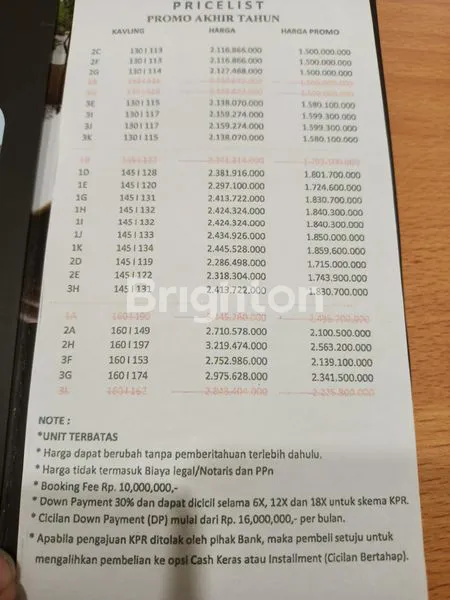 PRICELIST
PROMO AKHIR TAHUN
KAVLING HARGA HARGA PROMO
2C 130 | 113 2.116.866.000 1.500.000.000
2F 130 | 113 2.116.866.000 1.500.000.000
2G 130 | 114 2.127.468.000 1.500.000.000
3E 130 | 115 2.138.070.000 1.580.100.000
3I 130 | 117 2.159.274.000 1.599.300.000
3J 130 | 117 2.159.274.000 1.599.300.000
3K 130 | 115 2.138.070.000 1.580.100.000
1D 145 | 128 2.381.916.000 1.801.700.000
1E 145 | 120 2.297.100.000 1.724.600.000
1G 145 | 131 2.413.722.000 1.830.700.000
1H 145 | 132 2.424.324.000 1.840.300.000
1I 145 | 132 2.424.324.000 1.840.300.000
1J 145 | 133 2.434.926.000 1.850.000.000
1K 145 | 134 2.445.528.000 1.859.600.000
2D 145 | 119 2.286.498.000 1.715.000.000
2E 145 | 122 2.318.304.000 1.743.900.000
3H 145 | 131 2.413.722.000 1.830.700.000
Brighton
1A 160 | 190
2A 160 | 149 2.710.578.000 2.100.500.000
2H 160 | 197 3.219.474.000 2.563.200.000
3F 160 | 153 2.752.986.000 2.139.100.000
3G 160 | 174 2.975.628.000 2.341.500.000
3L 160 | 162 2.848.404.000 2.225.800.000
NOTE :
*UNIT TERBATAS
* Harga dapat berubah tanpa pemberitahuan terlebih dahulu.
* Harga tidak termasuk Biaya legal/Notaris dan PPn
* Booking Fee Rp. 10,000,000,-
* Down Payment 30% dan dapat dicicil selama 6X, 12X dan 18X untuk skema KPR.
* Cicilan Down Payment (DP) mulai dari Rp. 16,000,000,- per bulan.
* Apabila pengajuan KPR ditolak oleh pihak Bank, maka pembeli setuju untuk
mengalihkan pembelian ke opsi Cash Keras atau Installment (Cicilan Bertahap).